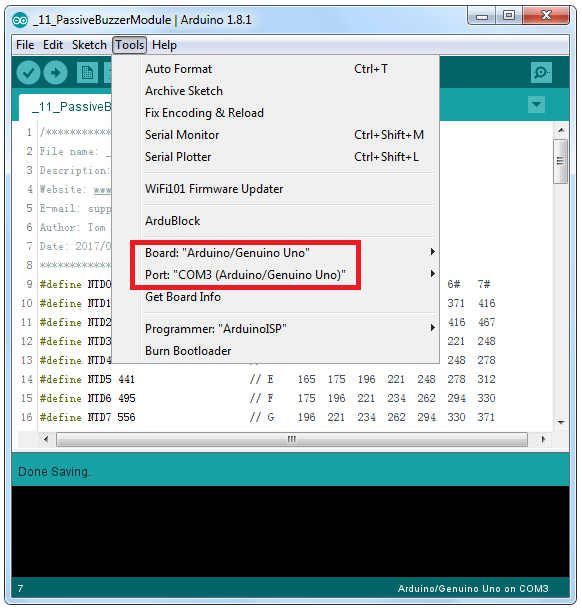 _11_PassiveBuzzerModule | Arduino 1.8.1
File Edit Sketch Tools Help
Auto Format Ctrl+T
Archive Sketch
Fix Encoding & Reload
Serial Monitor Ctrl+Shift+M
Serial Plotter Ctrl+Shift+L
WiFi101 Firmware Updater
ArduBlock
Board: "Arduino/Genuino Uno"
Port: "COM3 (Arduino/Genuino Uno)"
Get Board Info
Programmer: "ArduinoISP"
Burn Bootloader
_11_PassiveB
1 /*************
2 File name: _
3 Description:
4 Website: www
5 E-mail: supp
6 Author: Tom
7 Date: 2017/0
8 *************
9 #define NTD0 6# 7#
10 #define NTD1 371 416
11 #define NTD2 416 467
12 #define NTD3 221 248
13 #define NTD4 248 278
14 #define NTD5 441 // E 165 175 196 221 248 278 312
15 #define NTD6 495 // F 175 196 221 234 262 294 330
16 #define NTD7 556 // G 196 221 234 262 294 330 371
Done Saving.
7 Arduino/Genuino Uno on COM3